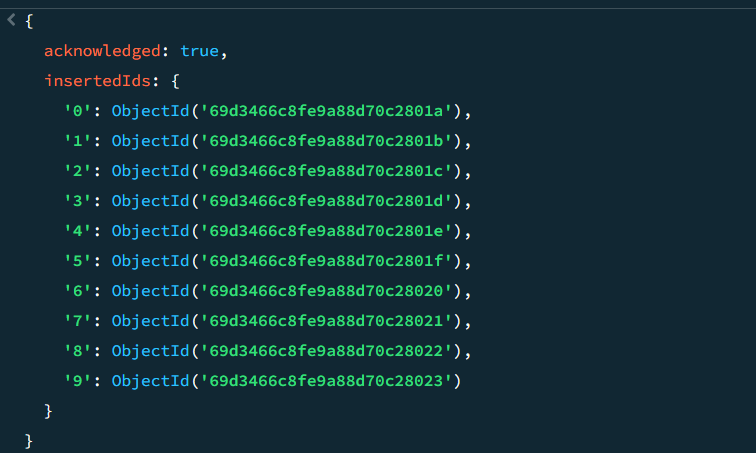 {
acknowledged: true,
insertedIds: {
'0': ObjectId('69d3466c8fe9a88d70c2801a'),
'1': ObjectId('69d3466c8fe9a88d70c2801b'),
'2': ObjectId('69d3466c8fe9a88d70c2801c'),
'3': ObjectId('69d3466c8fe9a88d70c2801d'),
'4': ObjectId('69d3466c8fe9a88d70c2801e'),
'5': ObjectId('69d3466c8fe9a88d70c2801f'),
'6': ObjectId('69d3466c8fe9a88d70c28020'),
'7': ObjectId('69d3466c8fe9a88d70c28021'),
'8': ObjectId('69d3466c8fe9a88d70c28022'),
'9': ObjectId('69d3466c8fe9a88d70c28023')
}
}